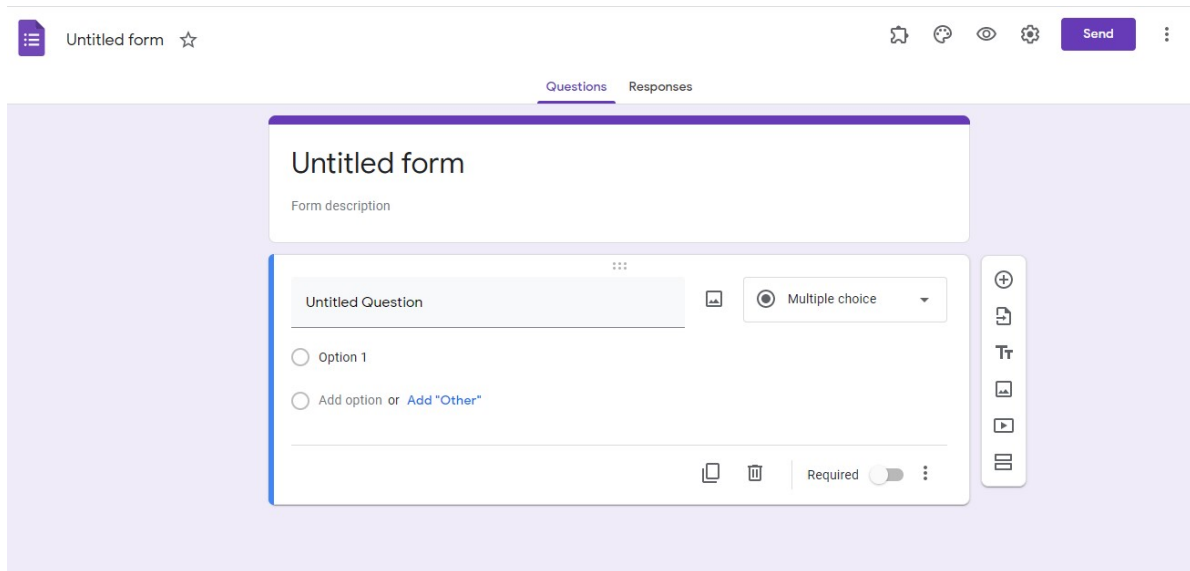 Untitled form
Send
Questions Responses
Untitled form
Form description
Untitled Question
Multiple choice
Option 1
Add option or Add "Other"
Tт
Required